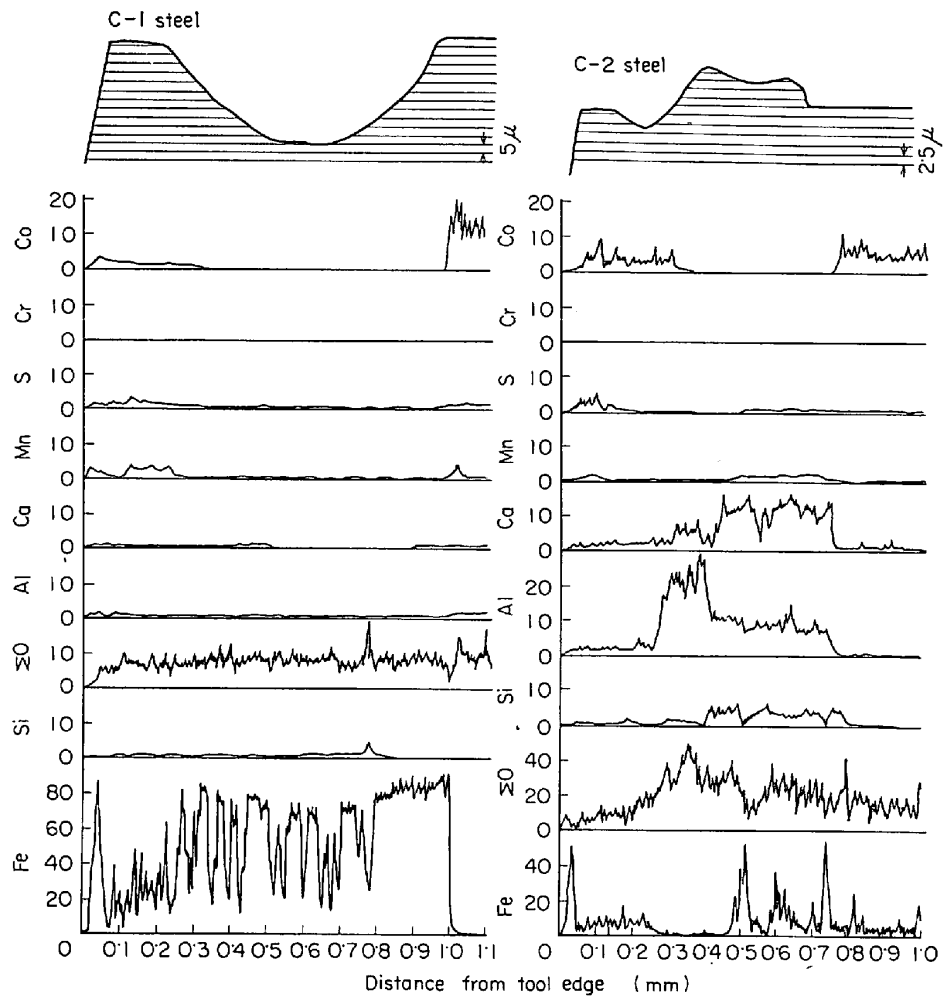 C-1 steel
5μ
C-2 steel
2·5μ
Co
20
10
0
Cr
10
0
S
10
0
Mn
10
0
Ca
10
0
Al
10
0
ΣO
10
0
Si
10
0
Fe
80
60
40
20
0
0·1 0·2 0·3 0·4 0·5 0·6 0·7 0·8 0·9 1·0 1·1
Co
20
10
0
Cr
10
0
S
10
0
Mn
10
0
Ca
10
0
Al
20
10
0
Si
10
0
ΣO
40
20
0
Fe
40
20
0·1 0·2 0·3 0·4 0·5 0·6 0·7 0·8 0·9 1·0
Distance from tool edge (mm)